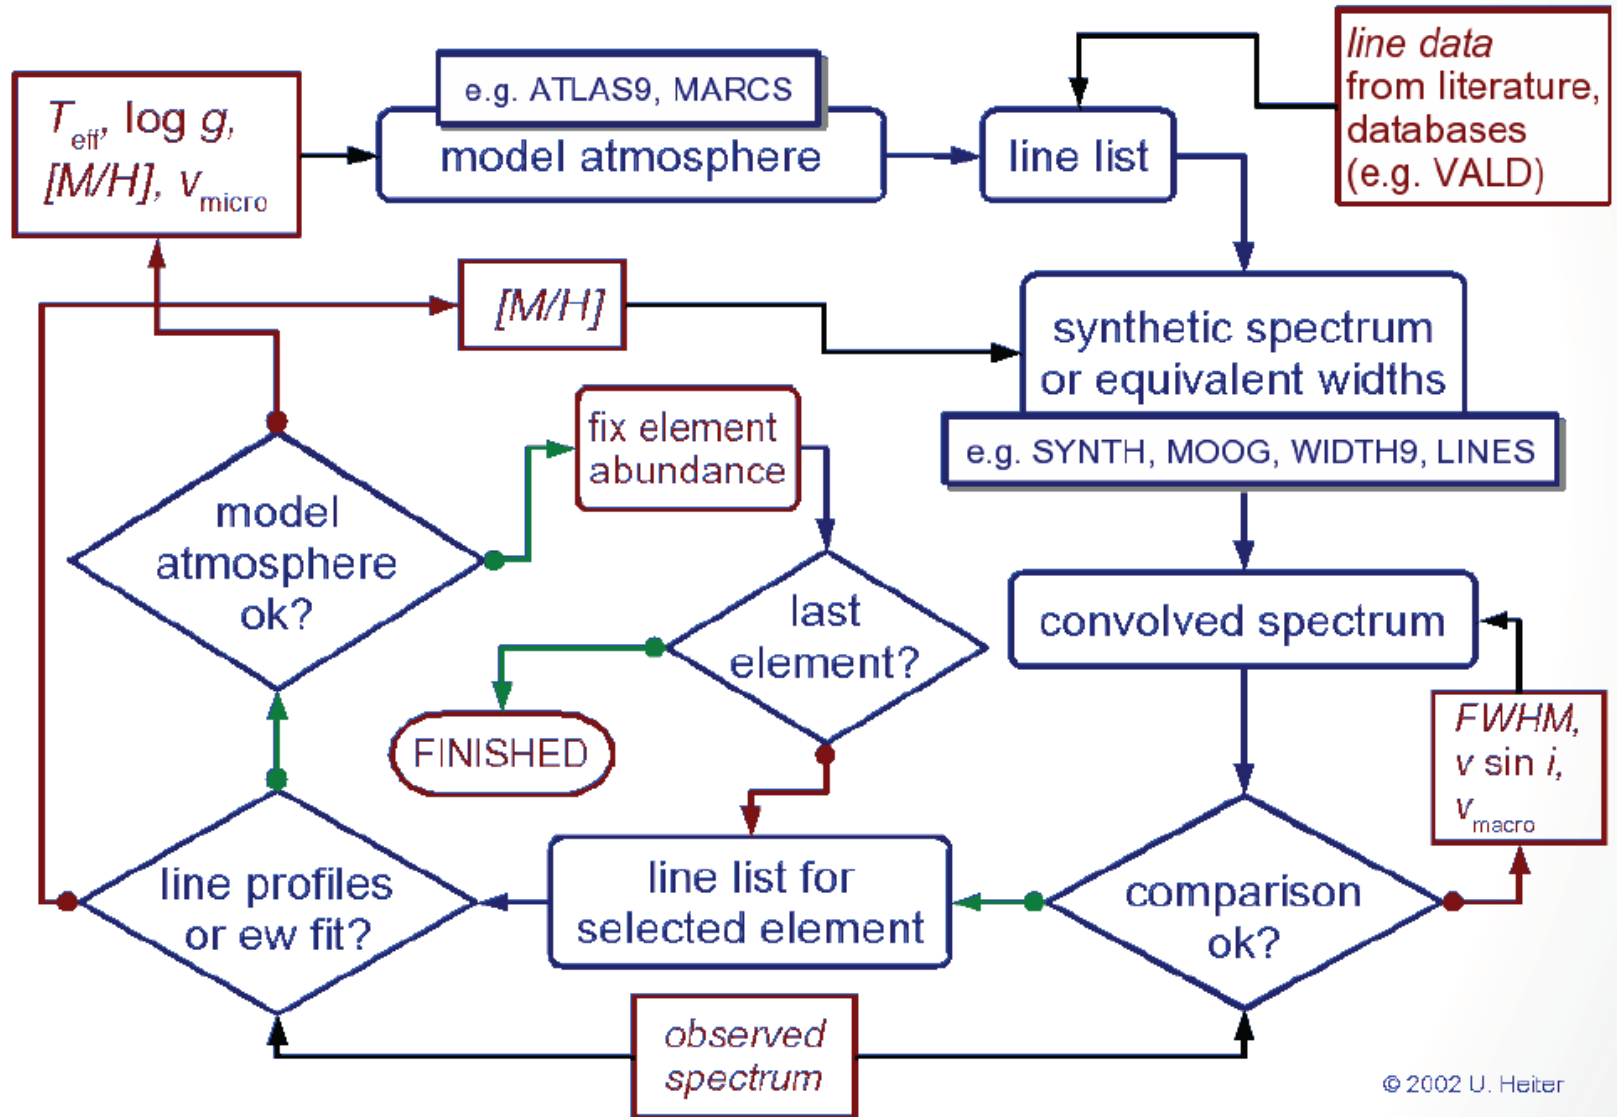 T_eff, log g,
[M/H], v_micro
e.g. ATLAS9, MARCS
model atmosphere
line list
line data
from literature,
databases
(e.g. VALD)
[M/H]
synthetic spectrum
or equivalent widths
e.g. SYNTH, MOOG, WIDTH9, LINES
fix element
abundance
model
atmosphere
ok?
last
element?
convolved spectrum
FINISHED
FWHM,
v sin i,
v_macro
line profiles
or ew fit?
line list for
selected element
comparison
ok?
observed
spectrum
© 2002 U. Heiter